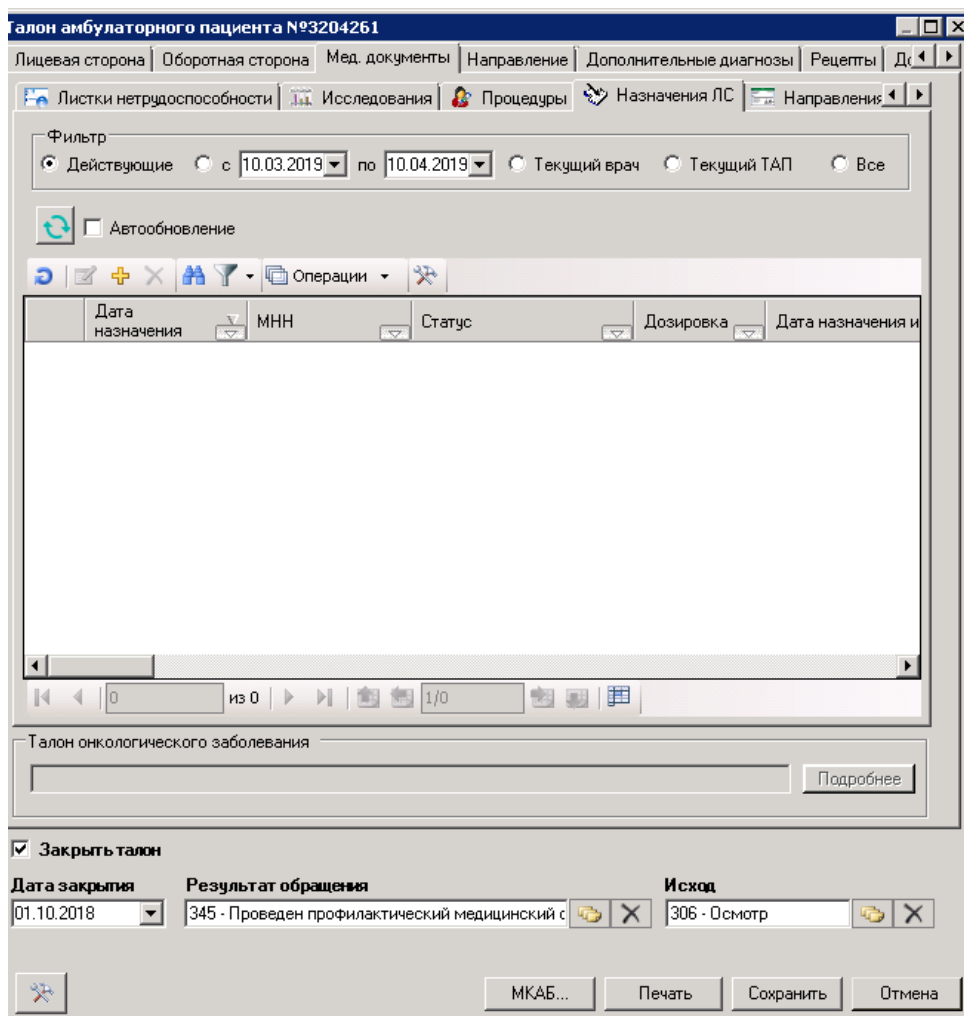 Талон амбулаторного пациента №3204261
Лицевая сторона Оборотная сторона Мед. документы Направление Дополнительные диагнозы Рецепты
Листки нетрудоспособности Исследования Процедуры Назначения ЛС Направления
Фильтр
Действующие с 10.03.2019 по 10.04.2019 Текущий врач Текущий ТАП Все
Автообновление
Операции
Дата назначения МНН Статус Дозировка Дата назначения и
0 из 0 1/0
Талон онкологического заболевания
Подробнее
Закрыть талон
Дата закрытия Результат обращения Исход
01.10.2018 345 - Проведен профилактический медицинский о 306 - Осмотр
МКАБ... Печать Сохранить Отмена